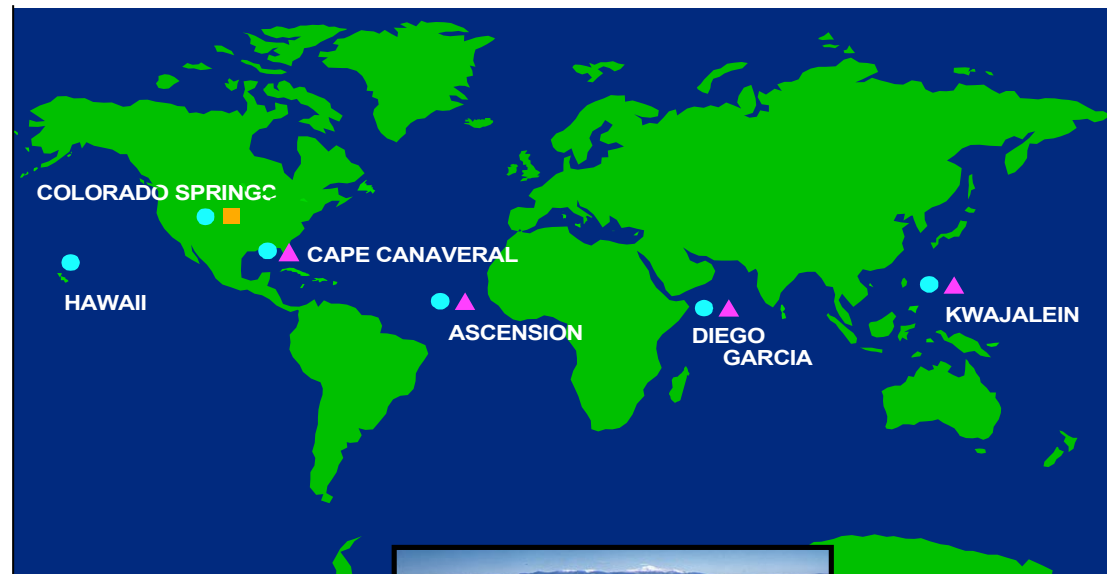 COLORADO SPRINGS
CAPE CANAVERAL
HAWAII
ASCENSION
KWAJALEIN
DIEGO
GARCIA